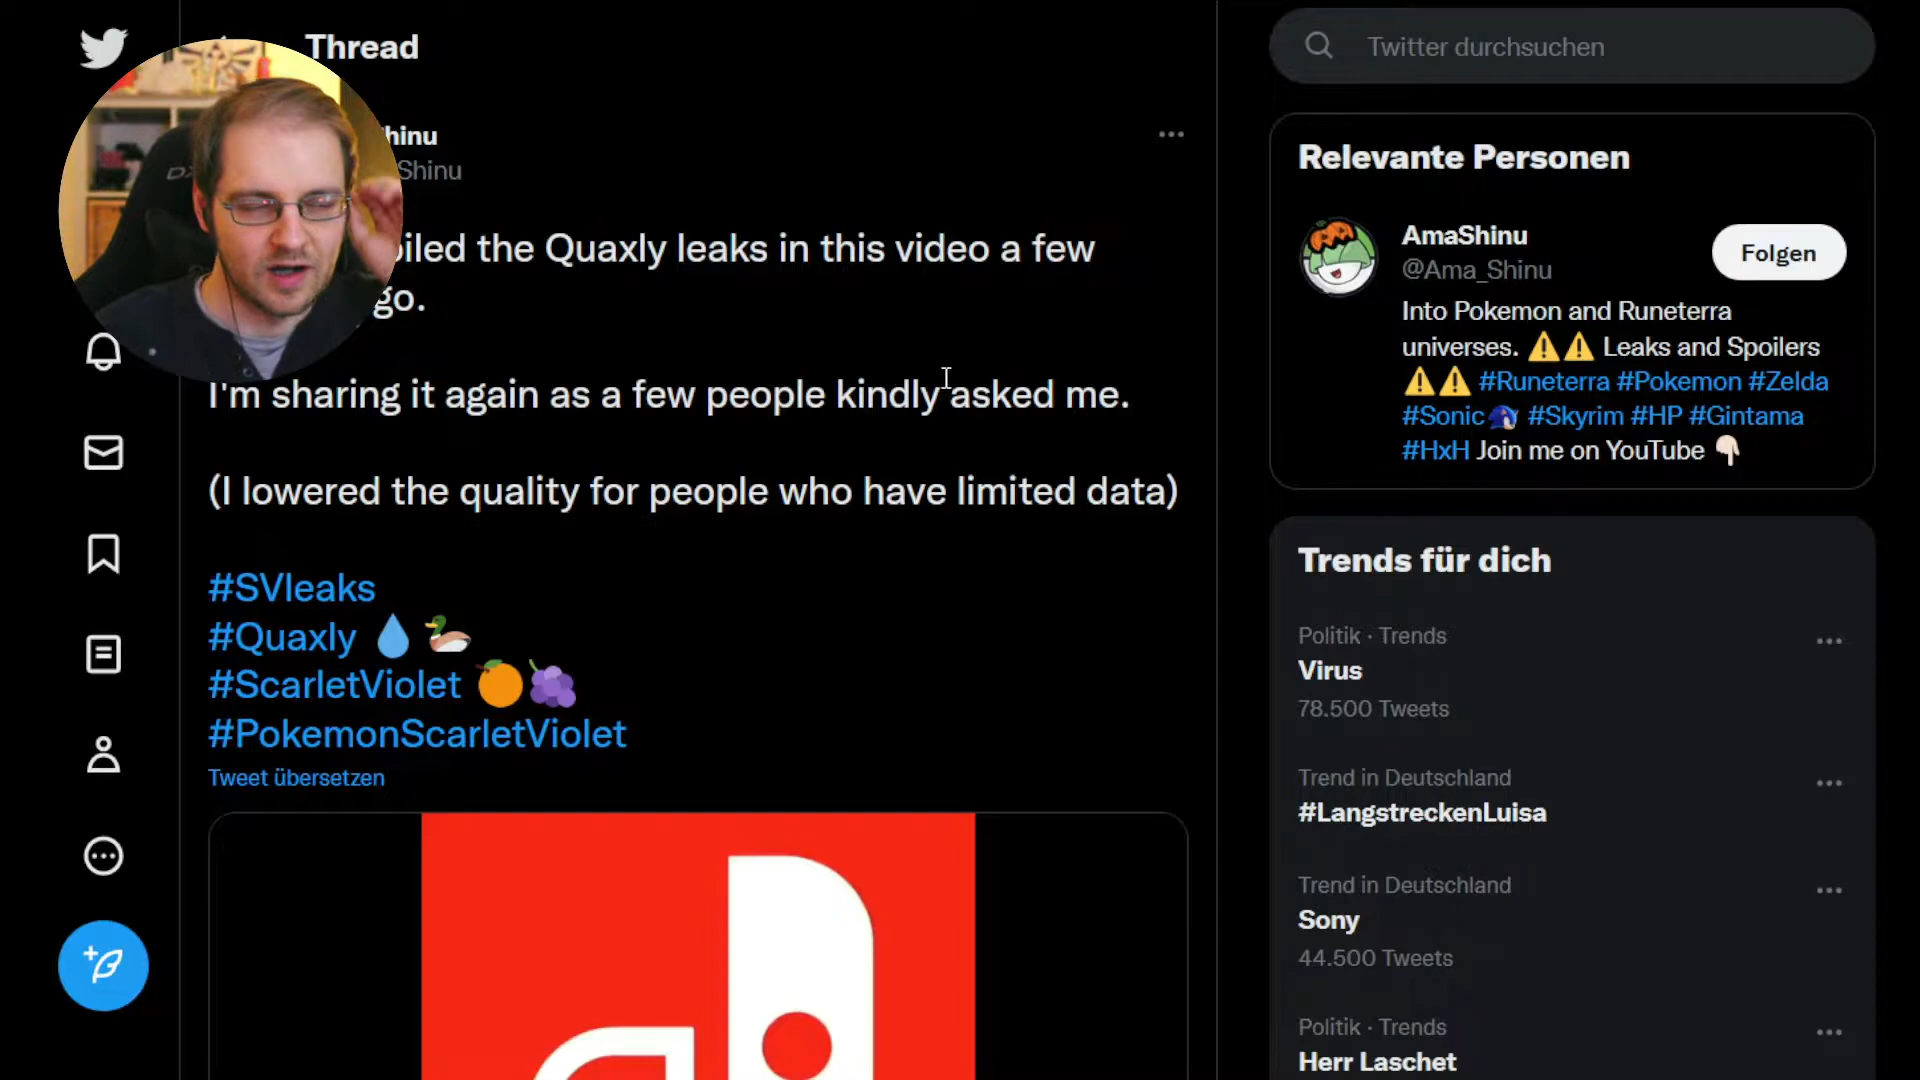 Thread
Twitter durchsuchen
hinu
Shinu
iled the Quaxly leaks in this video a few
go.
I'm sharing it again as a few people kindly asked me.
(I lowered the quality for people who have limited data)
#SVleaks
#Quaxly 💧🦆
#ScarletViolet 🍊🍇
#PokemonScarletViolet
Tweet übersetzen
Relevante Personen
AmaShinu
@Ama_Shinu
Folgen
Into Pokemon and Runeterra
universes. ⚠️⚠️ Leaks and Spoilers
⚠️⚠️ #Runeterra #Pokemon #Zelda
#Sonic #Skyrim #HP #Gintama
#HxH Join me on YouTube 👇🏻
Trends für dich
Politik · Trends
Virus
78.500 Tweets
Trend in Deutschland
#LangstreckenLuisa
Trend in Deutschland
Sony
44.500 Tweets
Politik · Trends
Herr Laschet